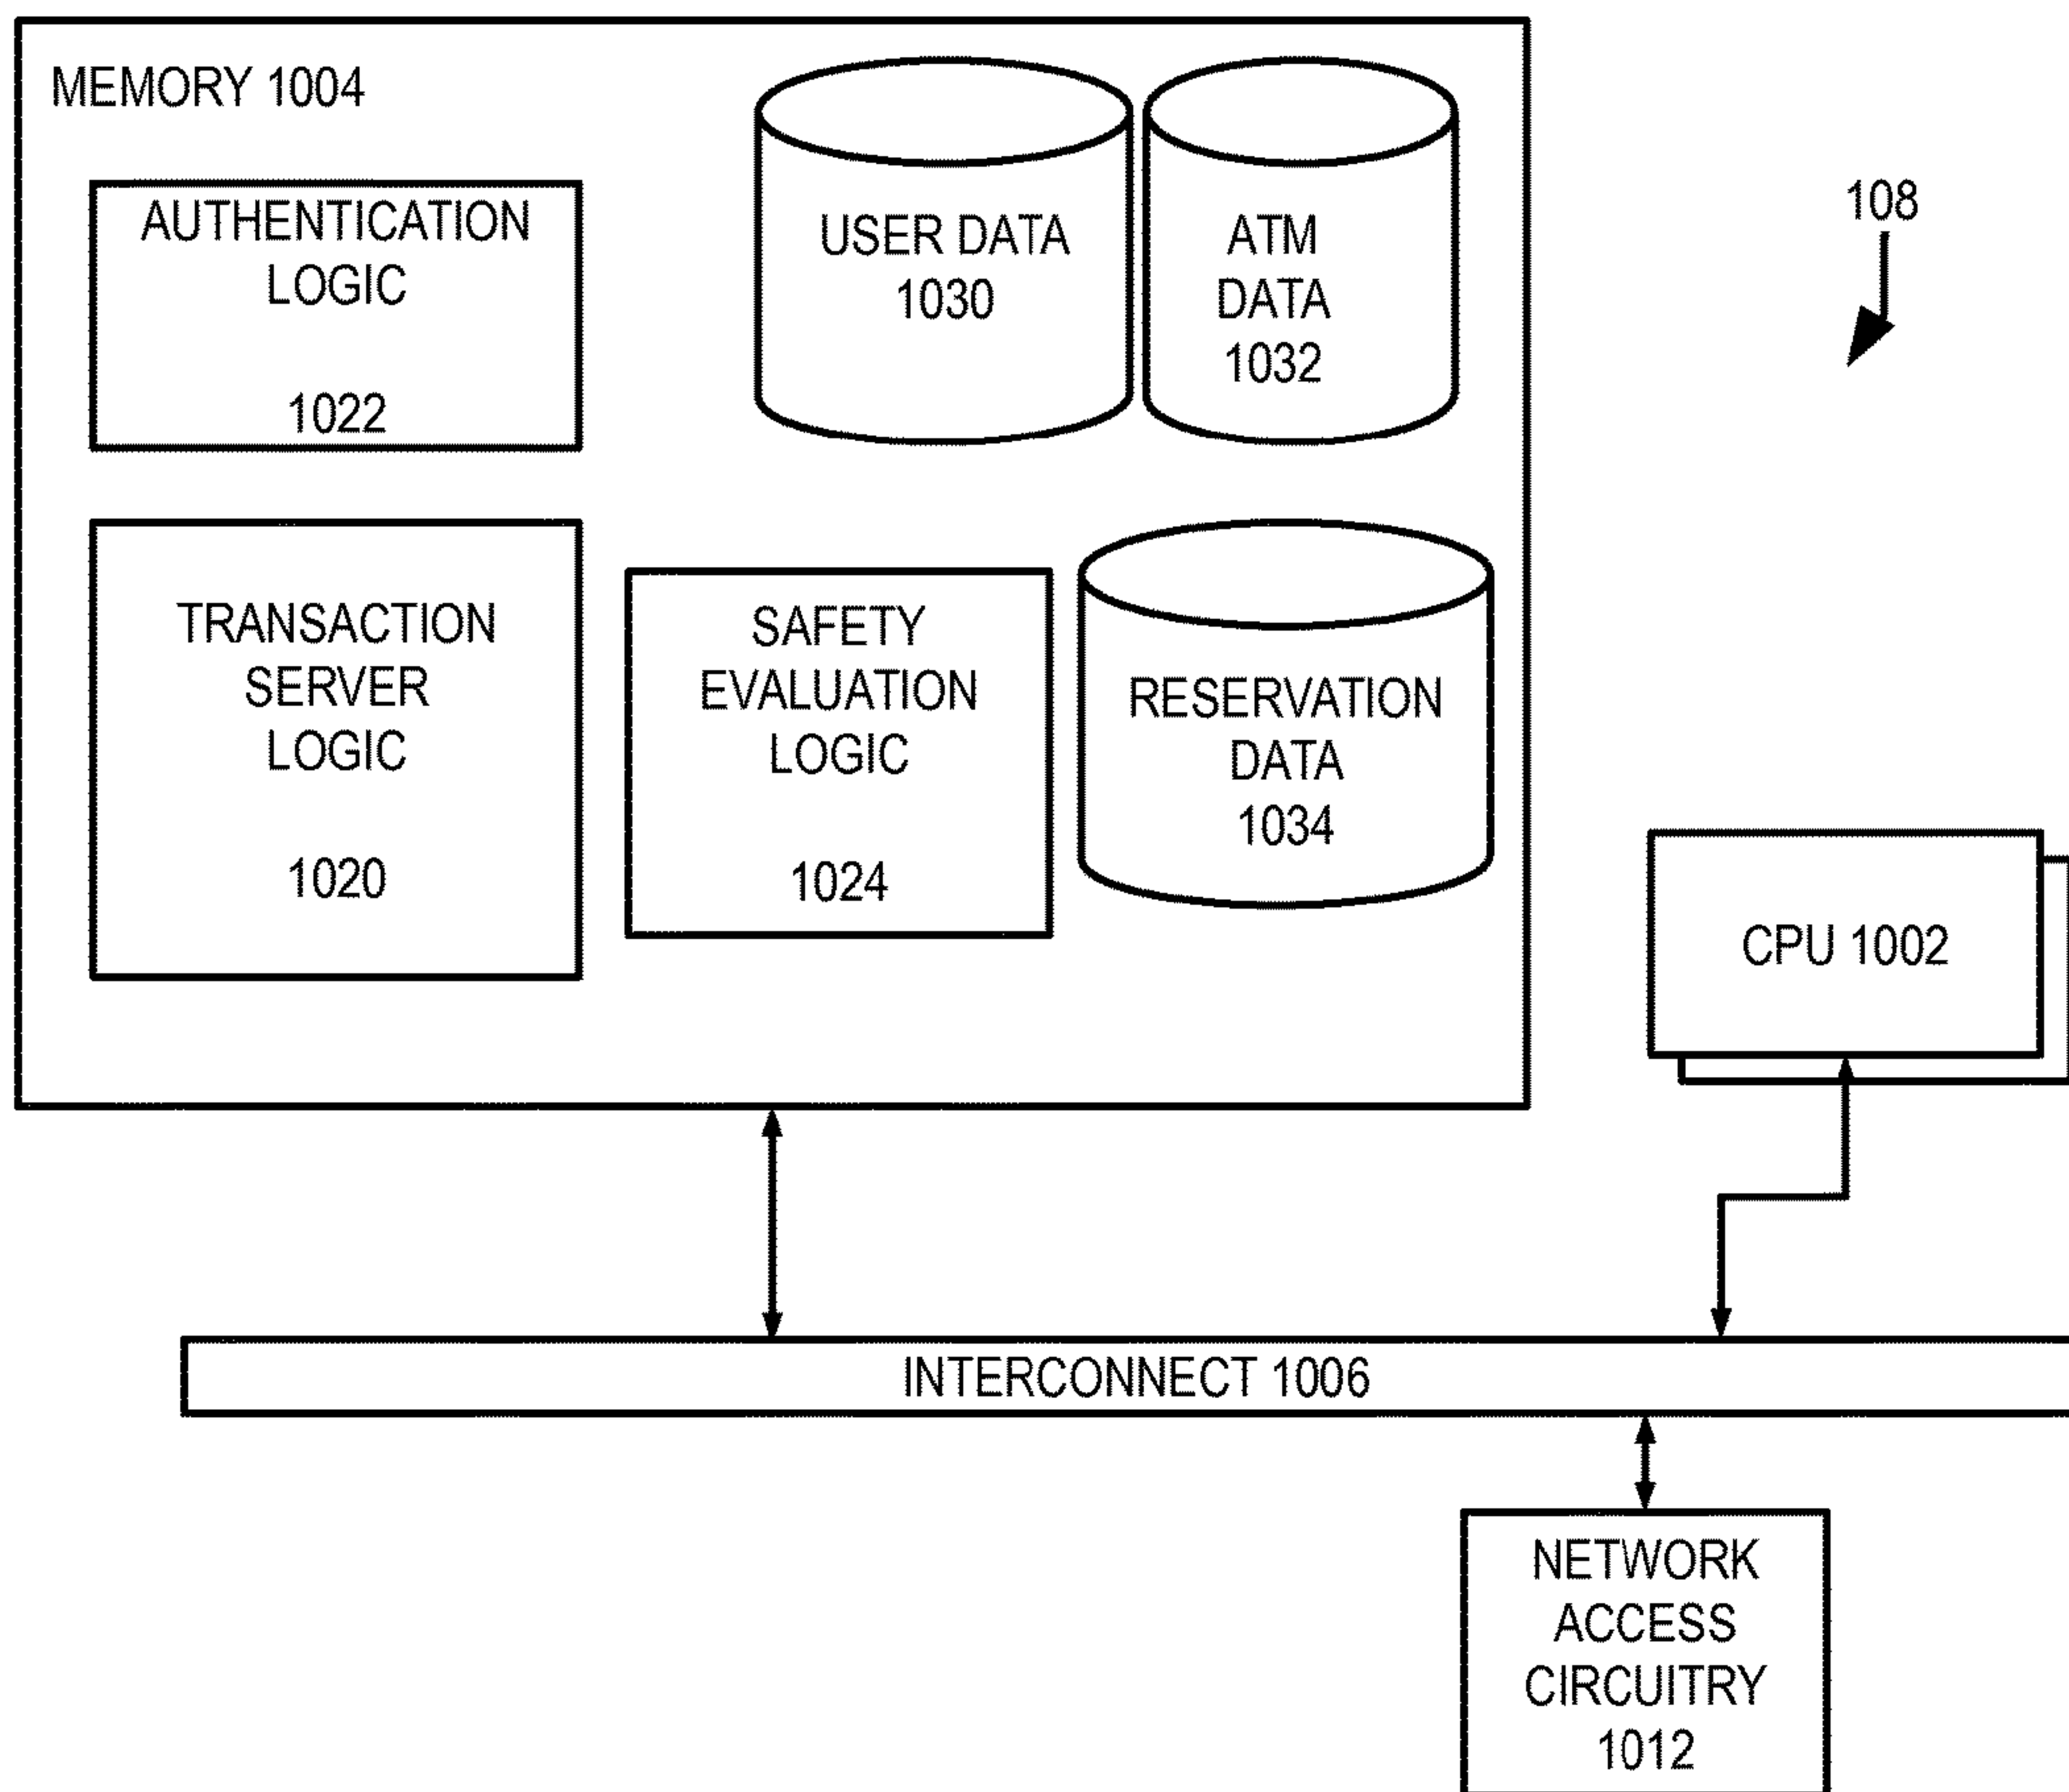 MEMORY 1004
AUTHENTICATION
LOGIC
1022
USER DATA
1030
ATM
DATA
1032
108
TRANSACTION
SERVER
LOGIC
1020
SAFETY
EVALUATION
LOGIC
1024
RESERVATION
DATA
1034
CPU 1002
INTERCONNECT 1006
NETWORK
ACCESS
CIRCUITRY
1012